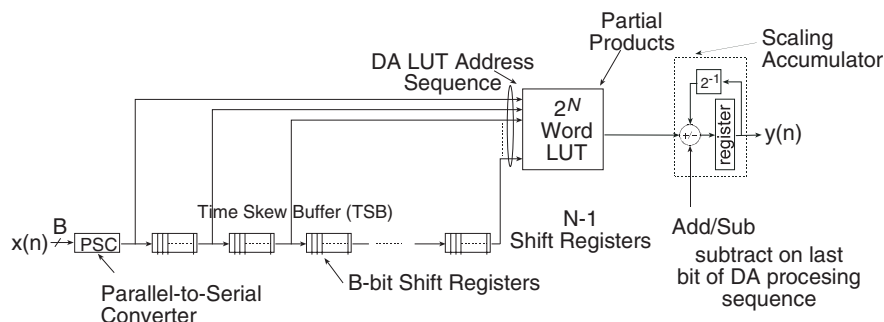 Partial
Products
Scaling
Accumulator
DA LUT Address
Sequence
2^-1
2^N
Word
LUT
+/-
register
y(n)
Time Skew Buffer (TSB)
N-1
Shift Registers
Add/Sub
x(n)
B
PSC
subtract on last
bit of DA procesing
sequence
B-bit Shift Registers
Parallel-to-Serial
Converter